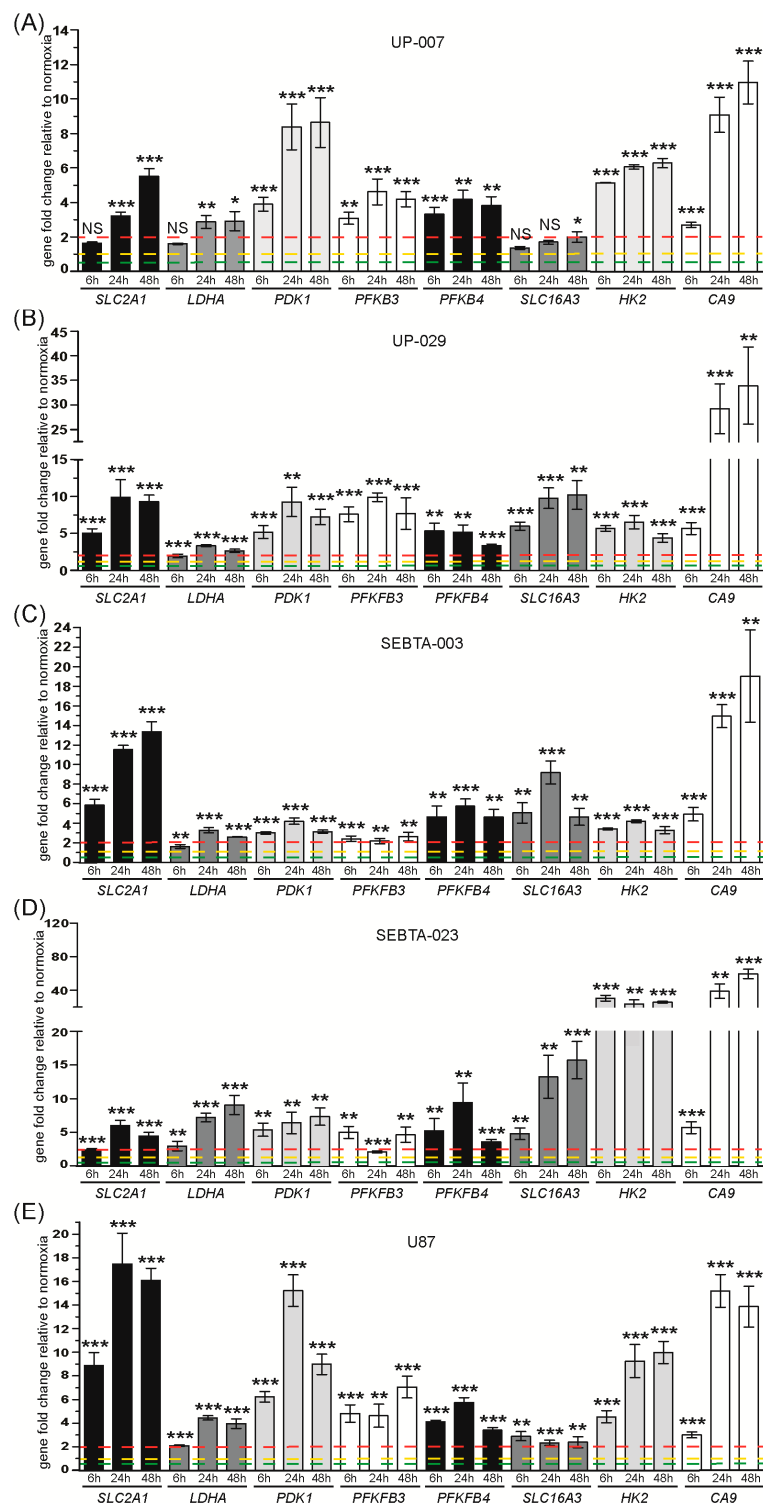 (A)
UP-007
gene fold change relative to normoxia
14
12
10
8
6
4
2
0
NS *** *** NS ** * *** *** *** ** *** *** *** ** ** NS NS * *** *** *** *** *** ***
6h 24h 48h 6h 24h 48h 6h 24h 48h 6h 24h 48h 6h 24h 48h 6h 24h 48h 6h 24h 48h 6h 24h 48h
SLC2A1 LDHA PDK1 PFKB3 PFKB4 SLC16A3 HK2 CA9
(B)
UP-029
gene fold change relative to normoxia
45
40
35
30
25
15
10
5
0
*** *** *** *** *** *** *** ** *** *** *** *** ** ** *** *** *** ** *** *** *** *** *** **
6h 24h 48h 6h 24h 48h 6h 24h 48h 6h 24h 48h 6h 24h 48h 6h 24h 48h 6h 24h 48h 6h 24h 48h
SLC2A1 LDHA PDK1 PFKFB3 PFKFB4 SLC16A3 HK2 CA9
(C)
SEBTA-003
gene fold change relative to normoxia
24
22
20
18
16
14
12
10
8
6
4
2
0
*** *** *** ** *** *** *** *** *** *** ** ** ** *** ** ** *** ** *** *** *** *** *** **
6h 24h 48h 6h 24h 48h 6h 24h 48h 6h 24h 48h 6h 24h 48h 6h 24h 48h 6h 24h 48h 6h 24h 48h
SLC2A1 LDHA PDK1 PFKFB3 PFKFB4 SLC16A3 HK2 CA9
(D)
SEBTA-023
gene fold change relative to normoxia
120
80
40
20
15
10
5
0
*** *** *** ** *** *** ** ** ** ** *** ** ** ** *** ** ** *** *** ** *** *** ** ***
6h 24h 48h 6h 24h 48h 6h 24h 48h 6h 24h 48h 6h 24h 48h 6h 24h 48h 6h 24h 48h 6h 24h 48h
SLC2A1 LDHA PDK1 PFKFB3 PFKFB4 SLC16A3 HK2 CA9
(E)
U87
gene fold change relative to normoxia
20
18
16
14
12
10
8
6
4
2
0
*** *** *** *** *** *** *** *** *** *** ** *** *** *** *** ** *** ** *** *** *** *** *** ***
6h 24h 48h 6h 24h 48h 6h 24h 48h 6h 24h 48h 6h 24h 48h 6h 24h 48h 6h 24h 48h 6h 24h 48h
SLC2A1 LDHA PDK1 PFKFB3 PFKFB4 SLC16A3 HK2 CA9